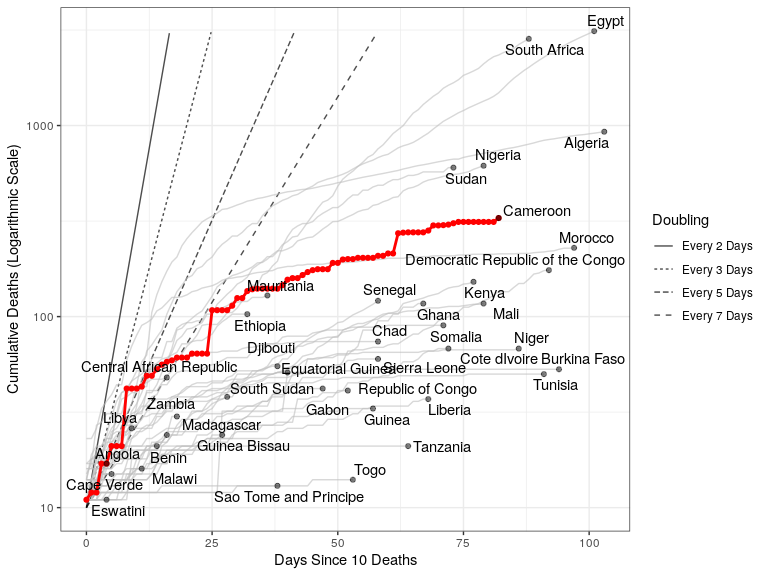 Egypt
South Africa
Algeria
Nigeria
Sudan
Cameroon
Morocco
Democratic Republic of the Congo
Mauritania
Senegal
Kenya
Ghana
Mali
Ethiopia
Chad
Somalia
Niger
Djibouti
Cote dIvoire
Burkina Faso
Central African Republic
Equatorial Guinea
Sierra Leone
Tunisia
South Sudan
Republic of Congo
Zambia
Gabon
Liberia
Libya
Madagascar
Guinea
Guinea Bissau
Tanzania
Angola
Benin
Togo
Malawi
Cape Verde
Sao Tome and Principe
Eswatini
1000
100
10
0
25
50
75
100
Days Since 10 Deaths
Cumulative Deaths (Logarithmic Scale)
Doubling
Every 2 Days
Every 3 Days
Every 5 Days
Every 7 Days